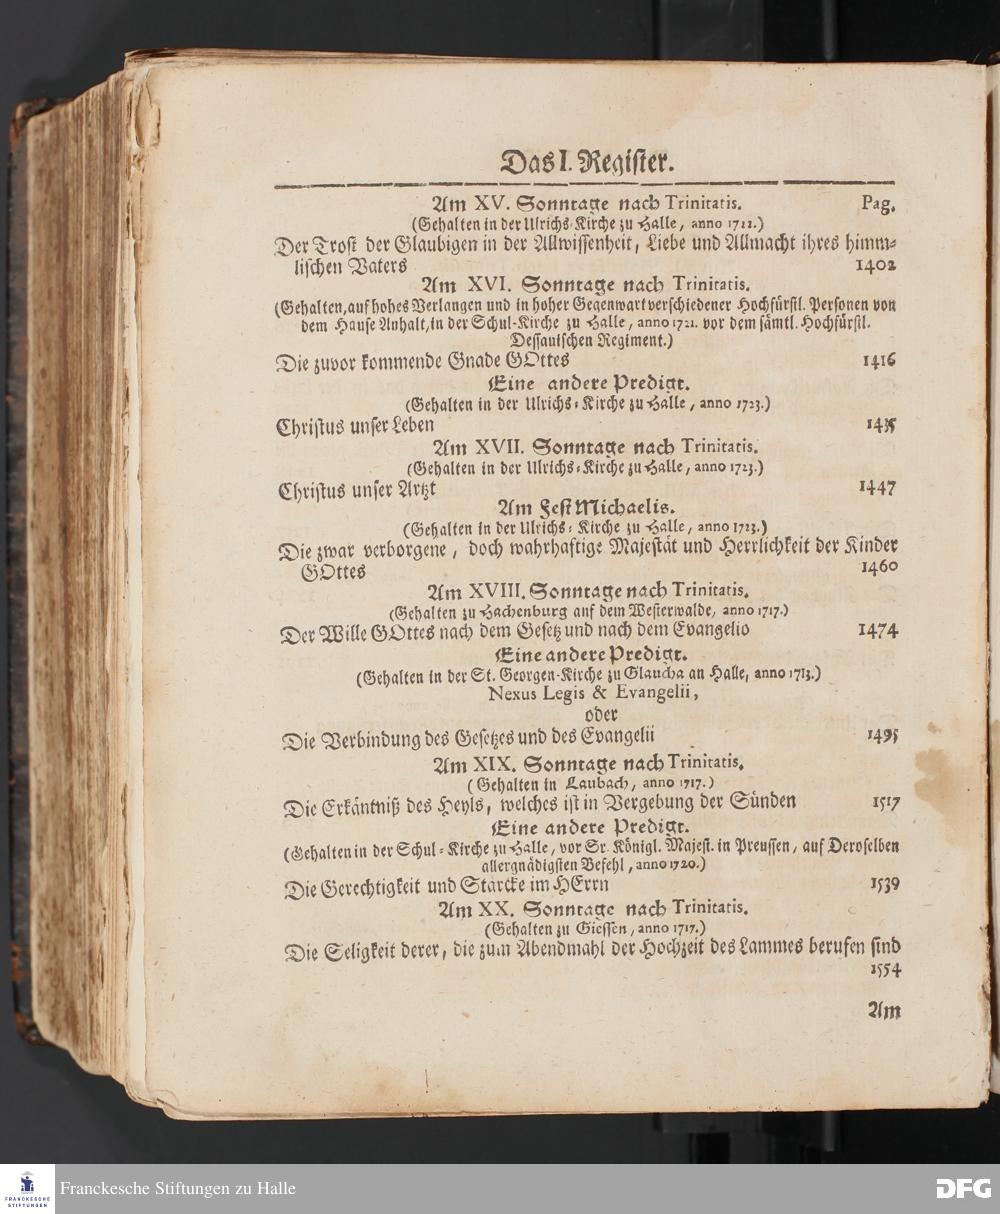 Das I. Register.
Am XV. Sonntage nach Trinitatis. Pag.
(Gehalten in der Ulrichs-Kirche zu Halle, anno 1722.)
Der Trost der Glaubigen in der Allwissenheit, Liebe und Allmacht ihres himm-
lischen Vaters 1402
Am XVI. Sonntage nach Trinitatis.
(Gehalten, auf hohes Verlangen und in hoher Gegenwart verschiedener Hochfürstl. Personen von
dem Hause Anhalt, in der Schul-Kirche zu Halle, anno 1721. vor dem sämtl. Hochfürstl.
Dessauischen Regiment.)
Die zuvor kommende Gnade GOttes 1416
Eine andere Predigt.
(Gehalten in der Ulrichs-Kirche zu Halle, anno 1723.)
Christus unser Leben
Am XVII. Sonntage nach Trinitatis.
(Gehalten in der Ulrichs-Kirche zu Halle, anno 1723.)
Christus unser Artzt 1447
Am Fest Michaelis.
(Gehalten in der Ulrichs-Kirche zu Halle, anno 1723.)
Die zwar verborgene, doch wahrhaftige Majestät und Herrlichkeit der Kinder
GOttes 1460
Am XVIII. Sonntage nach Trinitatis.
(Gehalten zu Hachenburg auf dem Westerwalde, anno 1717.)
Der Wille GOttes nach dem Gesetz und nach dem Evangelio 1474
Eine andere Predigt.
(Gehalten in der St. Georgen-Kirche zu Glaucha an Halle, anno 1713.)
Nexus Legis & Evangelii,
oder
Die Verbindung des Gesetzes und des Evangelii 1495
Am XIX. Sonntage nach Trinitatis.
(Gehalten in Laubach, anno 1717.)
Die Erkäntniß des Heyls, welches ist in Vergebung der Sünden 1517
Eine andere Predigt.
(Gehalten in der Schul-Kirche zu Halle, vor Sr. Königl. Majest. in Preussen, auf Deroselben
allergnädigsten Befehl, anno 1720.)
Die Gerechtigkeit und Stärcke im HErrn 1539
Am XX. Sonntage nach Trinitatis.
(Gehalten zu Giessen, anno 1717.)
Die Seligkeit derer, die zum Abendmahl der Hochzeit des Lammes berufen sind
1554
Am
FRANCKESCHE
STIFTUNGEN
Franckesche Stiftungen zu Halle
DFG